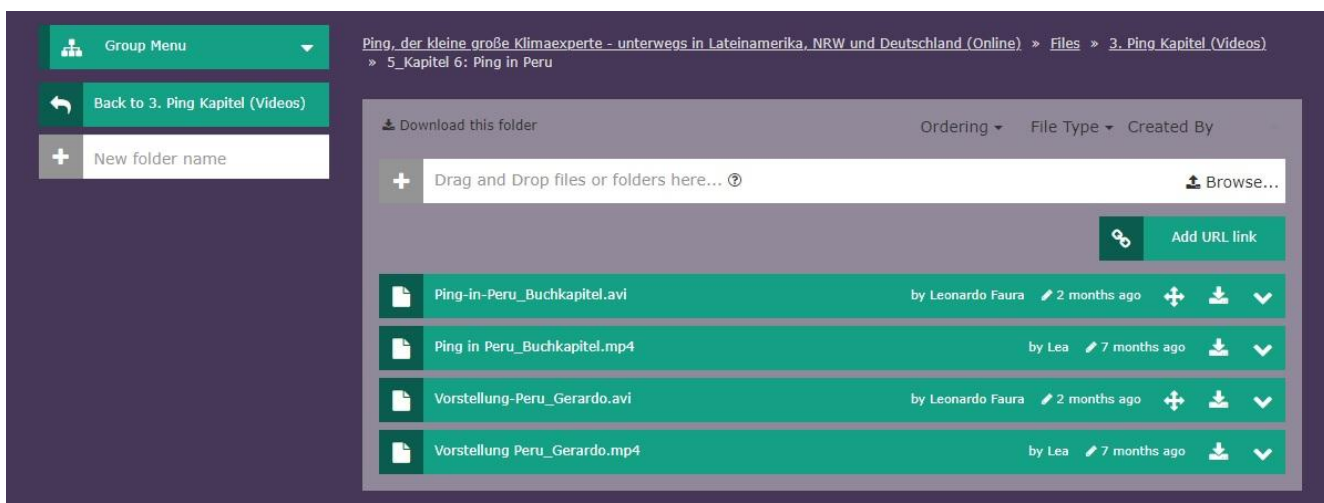 Group Menu
Back to 3. Ping Kapitel (Videos)
New folder name
Ping, der kleine große Klimaexperte - unterwegs in Lateinamerika, NRW und Deutschland (Online) » Files » 3. Ping Kapitel (Videos)
» 5_Kapitel 6: Ping in Peru
Download this folder Ordering File Type Created By
Drag and Drop files or folders here... Browse...
Add URL link
Ping-in-Peru_Buchkapitel.avi by Leonardo Faura 2 months ago
Ping in Peru_Buchkapitel.mp4 by Lea 7 months ago
Vorstellung-Peru_Gerardo.avi by Leonardo Faura 2 months ago
Vorstellung Peru_Gerardo.mp4 by Lea 7 months ago